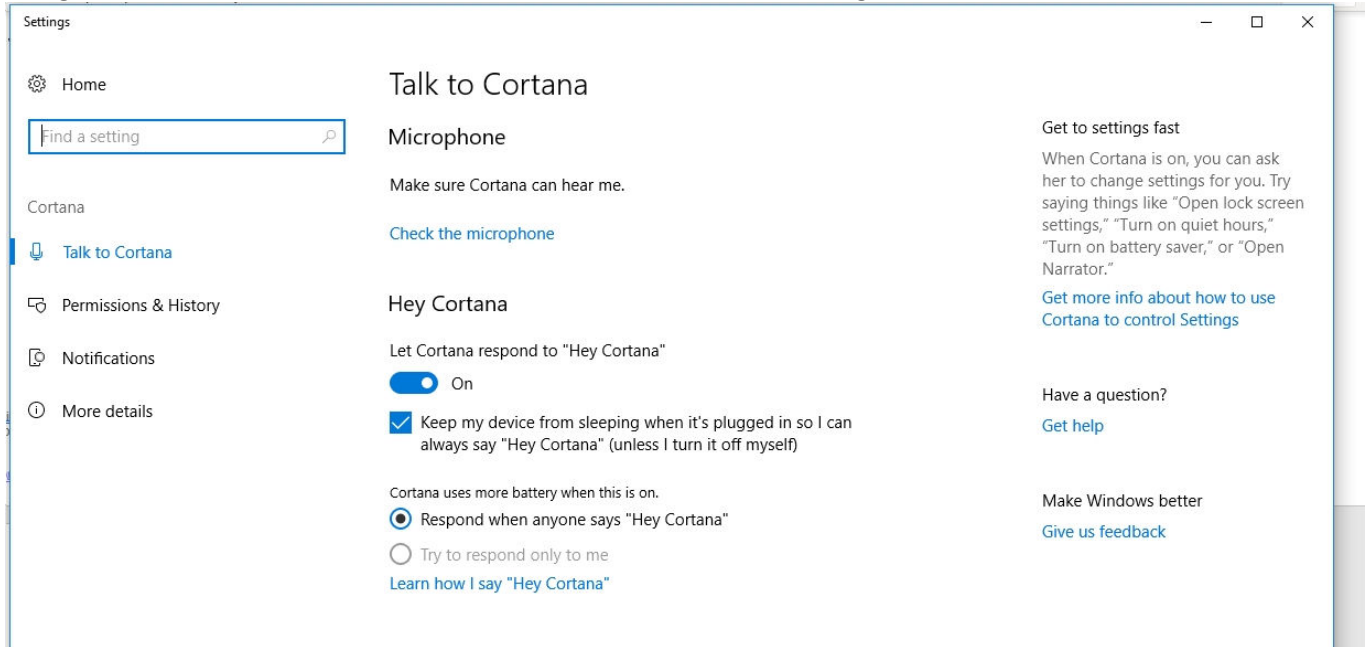 Settings
Home
Find a setting
Cortana
Talk to Cortana
Permissions & History
Notifications
More details
Talk to Cortana
Microphone
Make sure Cortana can hear me.
Check the microphone
Hey Cortana
Let Cortana respond to "Hey Cortana"
On
Keep my device from sleeping when it's plugged in so I can
always say "Hey Cortana" (unless I turn it off myself)
Cortana uses more battery when this is on.
Respond when anyone says "Hey Cortana"
Try to respond only to me
Learn how I say "Hey Cortana"
Get to settings fast
When Cortana is on, you can ask
her to change settings for you. Try
saying things like “Open lock screen
settings,” “Turn on quiet hours,”
“Turn on battery saver,” or “Open
Narrator.”
Get more info about how to use
Cortana to control Settings
Have a question?
Get help
Make Windows better
Give us feedback